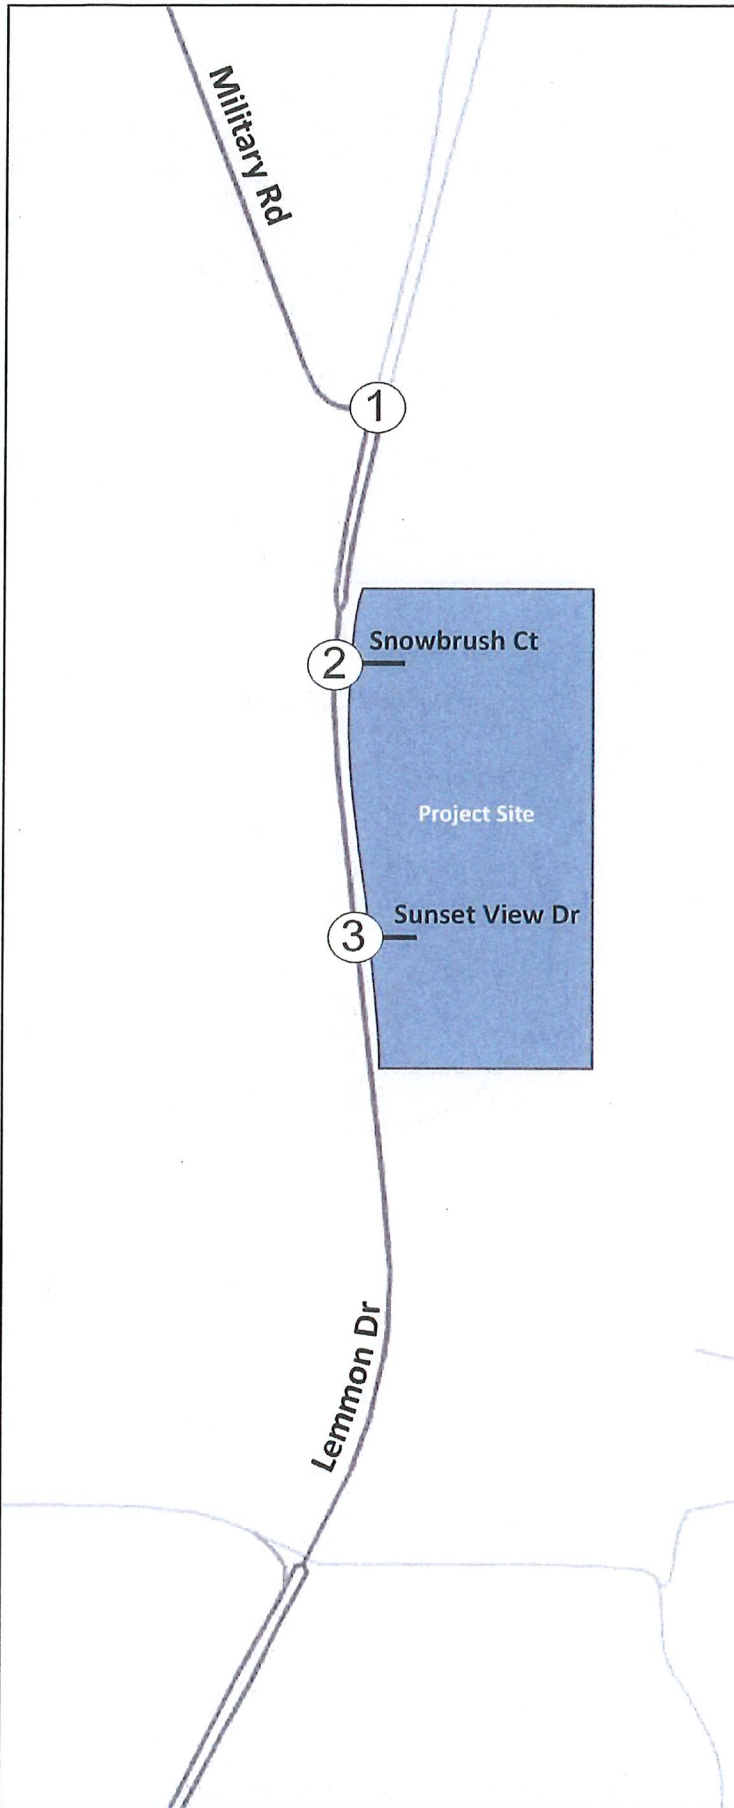 Military Rd
1
Snowbrush Ct
2
Project Site
Sunset View Dr
3
Lemmon Dr